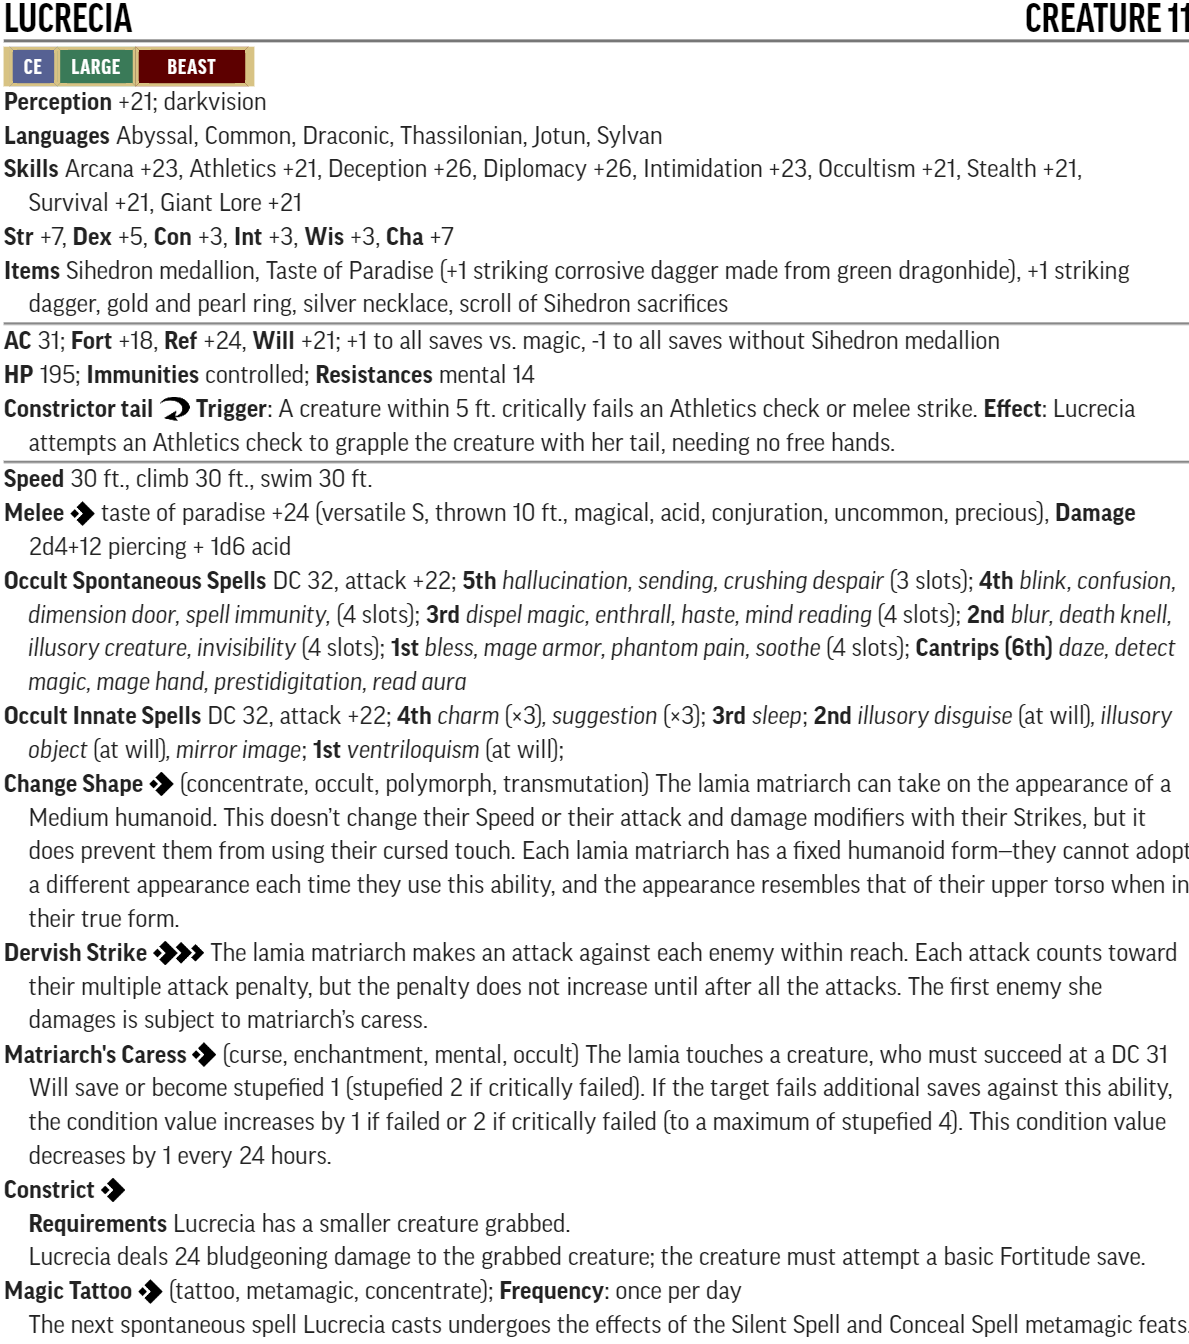 LUCRECIA CREATURE 11
CE LARGE BEAST
Perception +21; darkvision
Languages Abyssal, Common, Draconic, Thassilonian, Jotun, Sylvan
Skills Arcana +23, Athletics +21, Deception +26, Diplomacy +26, Intimidation +23, Occultism +21, Stealth +21,
Survival +21, Giant Lore +21
Str +7, Dex +5, Con +3, Int +3, Wis +3, Cha +7
Items Sihedron medallion, Taste of Paradise (+1 striking corrosive dagger made from green dragonhide), +1 striking
dagger, gold and pearl ring, silver necklace, scroll of Sihedron sacrifices
AC 31; Fort +18, Ref +24, Will +21; +1 to all saves vs. magic, -1 to all saves without Sihedron medallion
HP 195; Immunities controlled; Resistances mental 14
Constrictor tail Trigger: A creature within 5 ft. critically fails an Athletics check or melee strike. Effect: Lucrecia
attempts an Athletics check to grapple the creature with her tail, needing no free hands.
Speed 30 ft., climb 30 ft., swim 30 ft.
Melee taste of paradise +24 (versatile S, thrown 10 ft., magical, acid, conjuration, uncommon, precious), Damage
2d4+12 piercing + 1d6 acid
Occult Spontaneous Spells DC 32, attack +22; 5th hallucination, sending, crushing despair (3 slots); 4th blink, confusion,
dimension door, spell immunity, (4 slots); 3rd dispel magic, enthrall, haste, mind reading (4 slots); 2nd blur, death knell,
illusory creature, invisibility (4 slots); 1st bless, mage armor, phantom pain, soothe (4 slots); Cantrips (6th) daze, detect
magic, mage hand, prestidigitation, read aura
Occult Innate Spells DC 32, attack +22; 4th charm (×3), suggestion (×3); 3rd sleep; 2nd illusory disguise (at will), illusory
object (at will), mirror image; 1st ventriloquism (at will);
Change Shape (concentrate, occult, polymorph, transmutation) The lamia matriarch can take on the appearance of a
Medium humanoid. This doesn't change their Speed or their attack and damage modifiers with their Strikes, but it
does prevent them from using their cursed touch. Each lamia matriarch has a fixed humanoid form—they cannot adopt
a different appearance each time they use this ability, and the appearance resembles that of their upper torso when in
their true form.
Dervish Strike The lamia matriarch makes an attack against each enemy within reach. Each attack counts toward
their multiple attack penalty, but the penalty does not increase until after all the attacks. The first enemy she
damages is subject to matriarch's caress.
Matriarch's Caress (curse, enchantment, mental, occult) The lamia touches a creature, who must succeed at a DC 31
Will save or become stupefied 1 (stupefied 2 if critically failed). If the target fails additional saves against this ability,
the condition value increases by 1 if failed or 2 if critically failed (to a maximum of stupefied 4). This condition value
decreases by 1 every 24 hours.
Constrict
Requirements Lucrecia has a smaller creature grabbed.
Lucrecia deals 24 bludgeoning damage to the grabbed creature; the creature must attempt a basic Fortitude save.
Magic Tattoo (tattoo, metamagic, concentrate); Frequency: once per day
The next spontaneous spell Lucrecia casts undergoes the effects of the Silent Spell and Conceal Spell metamagic feats.